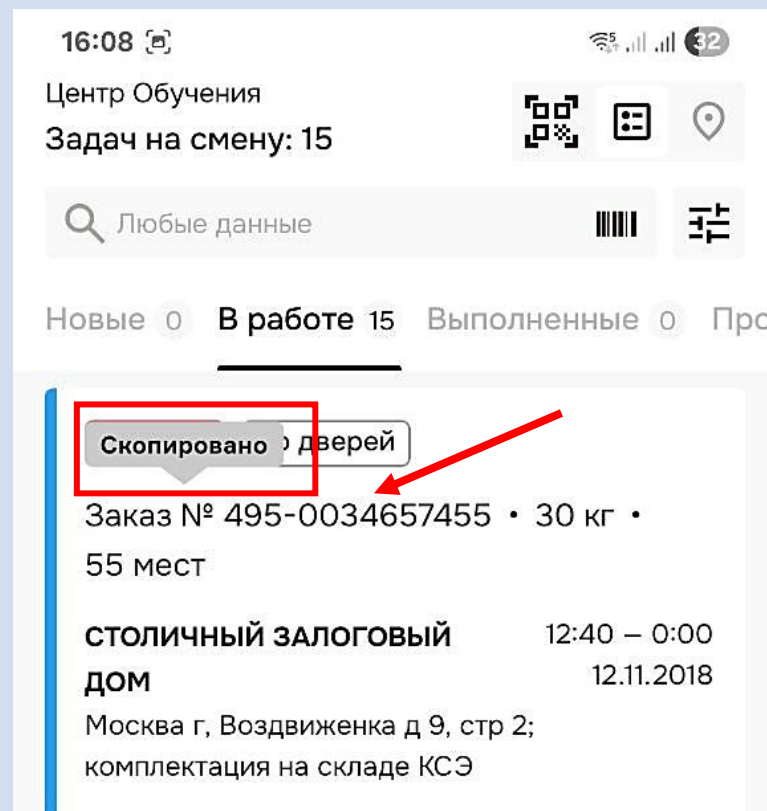 16:08 32
Центр Обучения
Задач на смену: 15
Любые данные
Новые 0 В работе 15 Выполненные 0 Про
Скопировано дверей
Заказ № 495-0034657455 • 30 кг •
55 мест
СТОЛИЧНЫЙ ЗАЛОГОВЫЙ 12:40 – 0:00
ДОМ 12.11.2018
Москва г, Воздвиженка д 9, стр 2;
комплектация на складе КСЭ